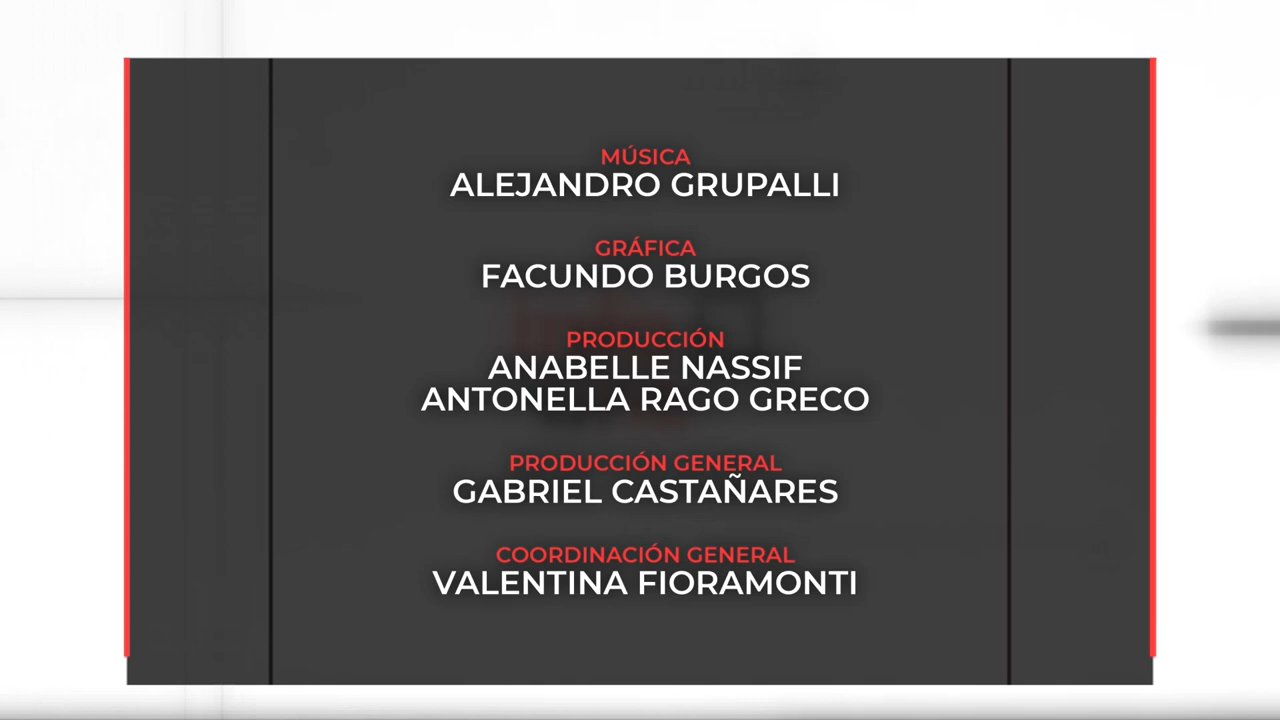 MÚSICA
ALEJANDRO GRUPALLI
GRÁFICA
FACUNDO BURGOS
PRODUCCIÓN
ANABELLE NASSIF
ANTONELLA RAGO GRECO
PRODUCCIÓN GENERAL
GABRIEL CASTAÑARES
COORDINACIÓN GENERAL
VALENTINA FIORAMONTI